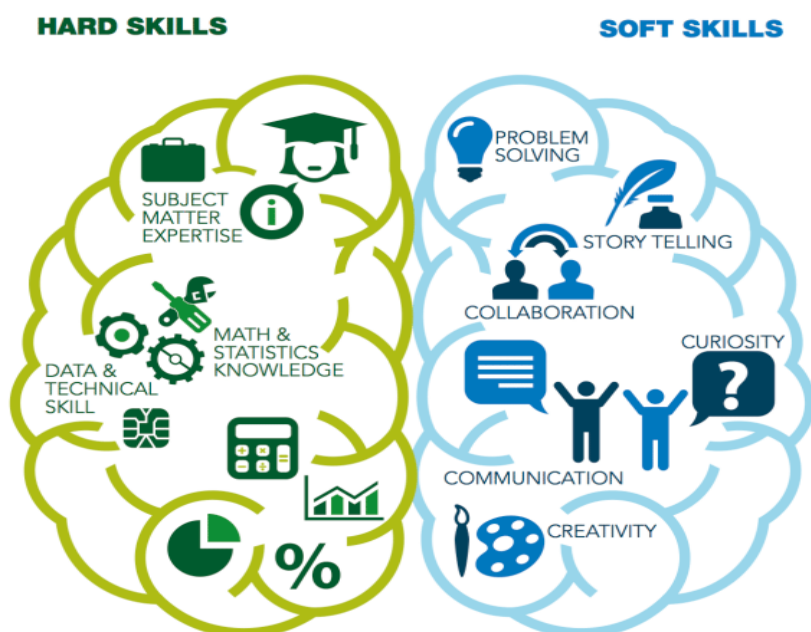 HARD SKILLS
SUBJECT
MATTER
EXPERTISE
i
MATH &
STATISTICS
KNOWLEDGE
DATA &
TECHNICAL
SKILL
%
SOFT SKILLS
PROBLEM
SOLVING
STORY TELLING
COLLABORATION
CURIOSITY
?
COMMUNICATION
CREATIVITY